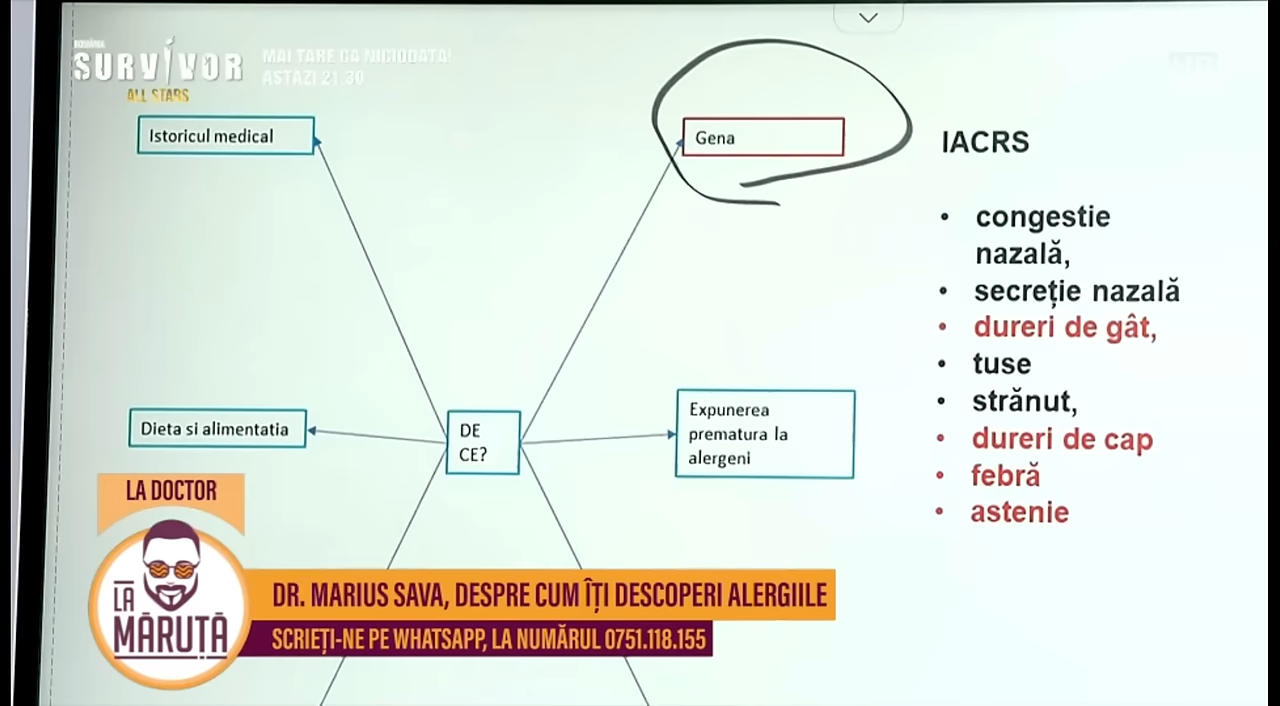 ROMÂNIA
SURVIVOR
ALL STARS
MAI TARE CA NICIODATA!
ASTAZI 21.30
Istoricul medical
Gena
IACRS
• congestie
nazală,
• secreție nazală
• dureri de gât,
• tuse
• strănut,
• dureri de cap
• febră
• astenie
Dieta si alimentatia
DE
CE?
Expunerea
prematura la
alergeni
LA DOCTOR
LA
MĂRUȚĂ
DR. MARIUS SAVA, DESPRE CUM ÎȚI DESCOPERI ALERGIILE
SCRIEȚI-NE PE WHATSAPP, LA NUMĂRUL 0751.118.155